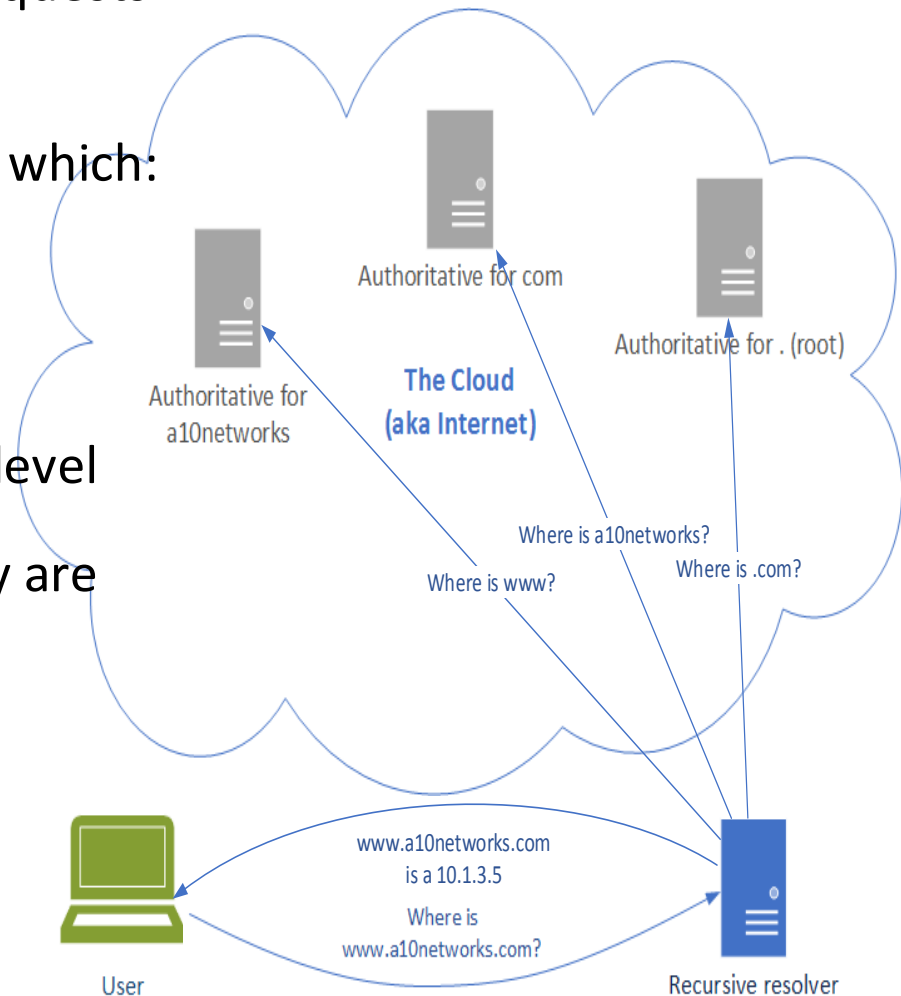 which:
level
are
Authoritative for com
Authoritative for . (root)
Authoritative for
a10networks
The Cloud
(aka Internet)
Where is a10networks?
Where is .com?
Where is www?
www.a10networks.com
is a 10.1.3.5
Where is
www.a10networks.com?
User
Recursive resolver